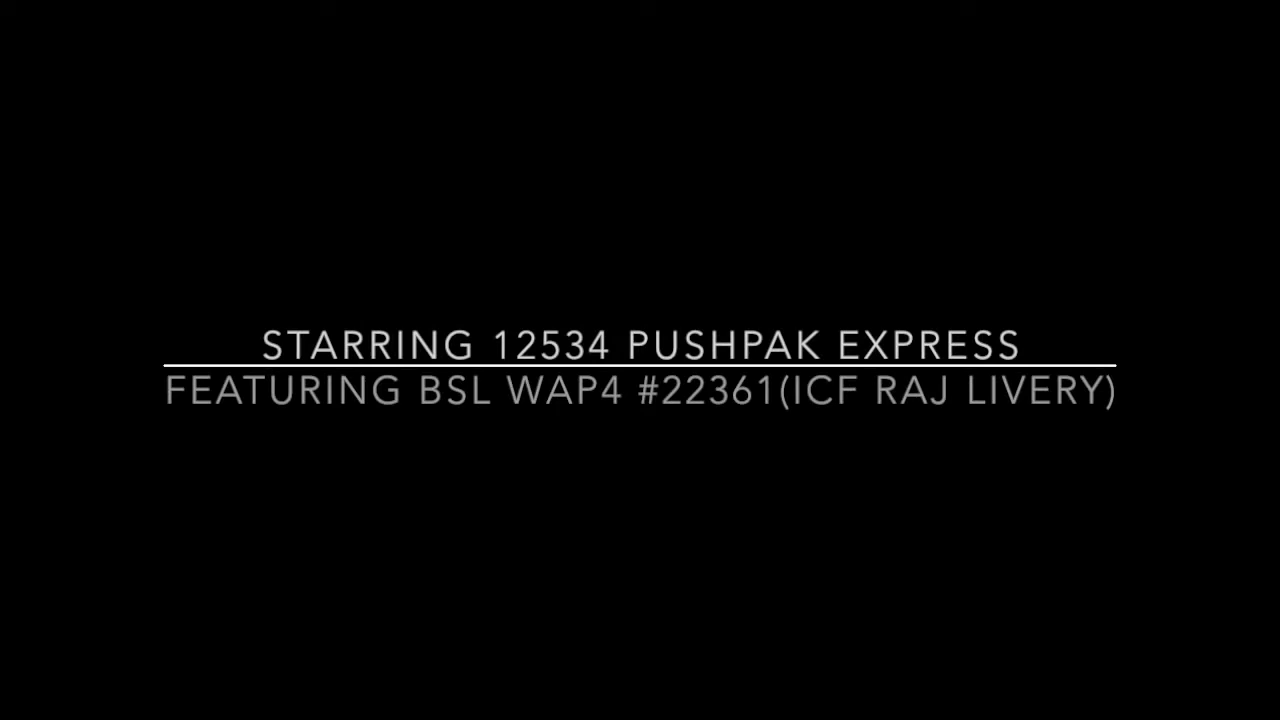 STARRING 12534 PUSHPAK EXPRESS
FEATURING BSL WAP4 #22361(ICF RAJ LIVERY)